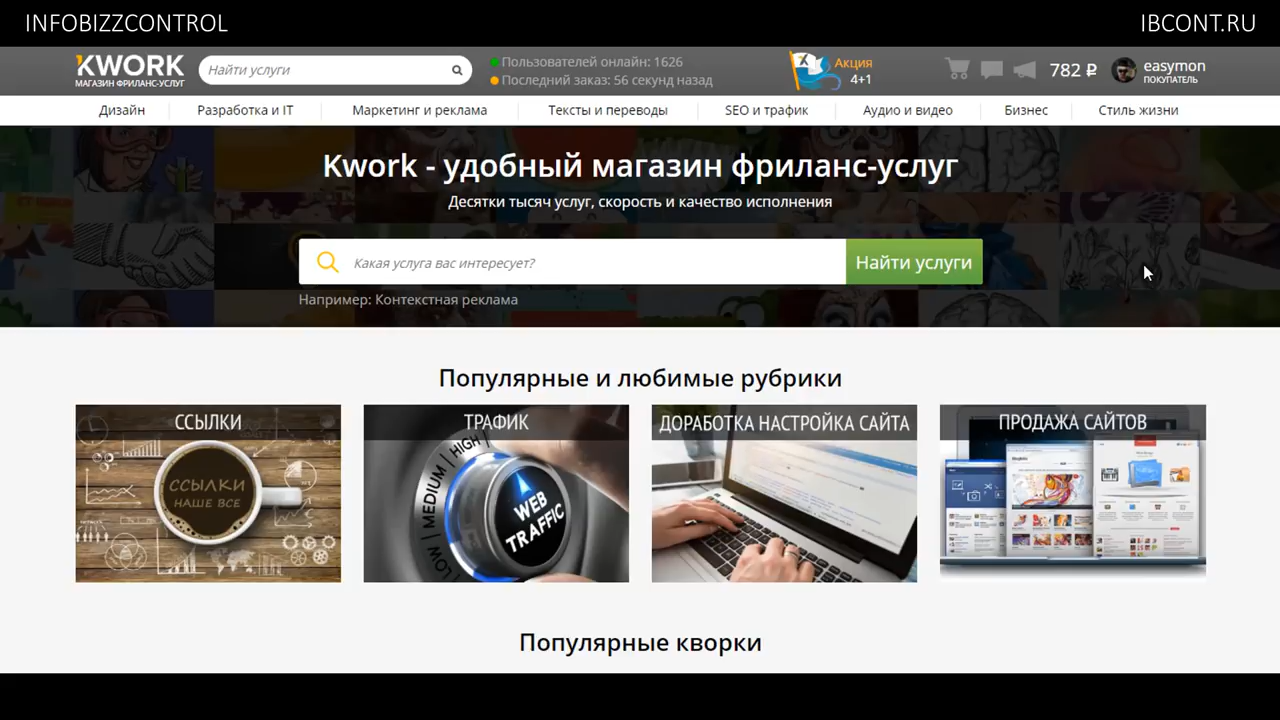 INFOBIZZCONTROL
IBCONT.RU
KWORK
МАГАЗИН ФРИЛАНС-УСЛУГ
Найти услуги
Пользователей онлайн: 1626
Последний заказ: 56 секунд назад
Акция
4+1
782 ₽
easymon
ПОКУПАТЕЛЬ
Дизайн
Разработка и IT
Маркетинг и реклама
Тексты и переводы
SEO и трафик
Аудио и видео
Бизнес
Стиль жизни
Kwork - удобный магазин фриланс-услуг
Десятки тысяч услуг, скорость и качество исполнения
Какая услуга вас интересует?
Найти услуги
Например: Контекстная реклама
Популярные и любимые рубрики
ССЫЛКИ
ССЫЛКИ
НАШЕ ВСЕ
ТРАФИК
LOW | MEDIUM | HIGH
WEB
TRAFFIC
ДОРАБОТКА НАСТРОЙКА САЙТА
ПРОДАЖА САЙТОВ
Популярные кворки